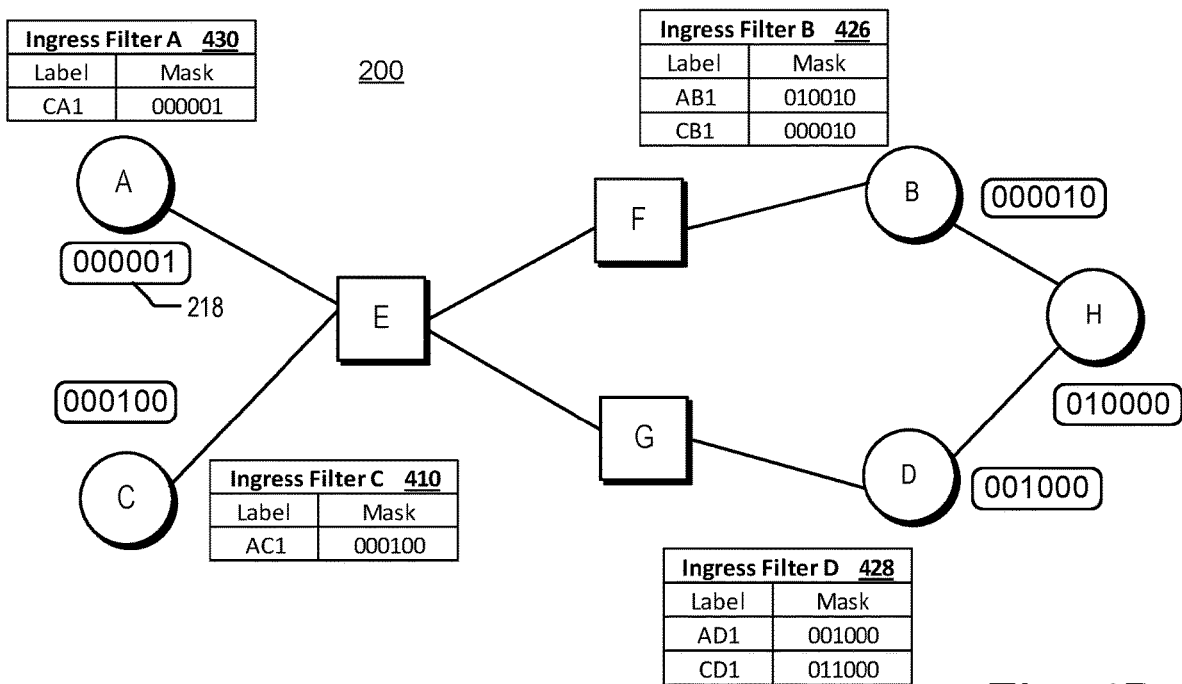 Ingress Filter A 430
Label Mask
CA1 000001
200
Ingress Filter B 426
Label Mask
AB1 010010
CB1 000010
A
000001
218
F
B
000010
E
H
010000
000100
C
G
D
001000
Ingress Filter C 410
Label Mask
AC1 000100
Ingress Filter D 428
Label Mask
AD1 001000
CD1 011000